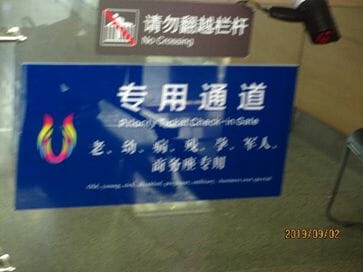 请勿翻越栏杆
No Crossing
专用通道
Priority Ticket Check-in Gate
老、幼、病、残、孕、军人、
商务座专用
2019/09/02